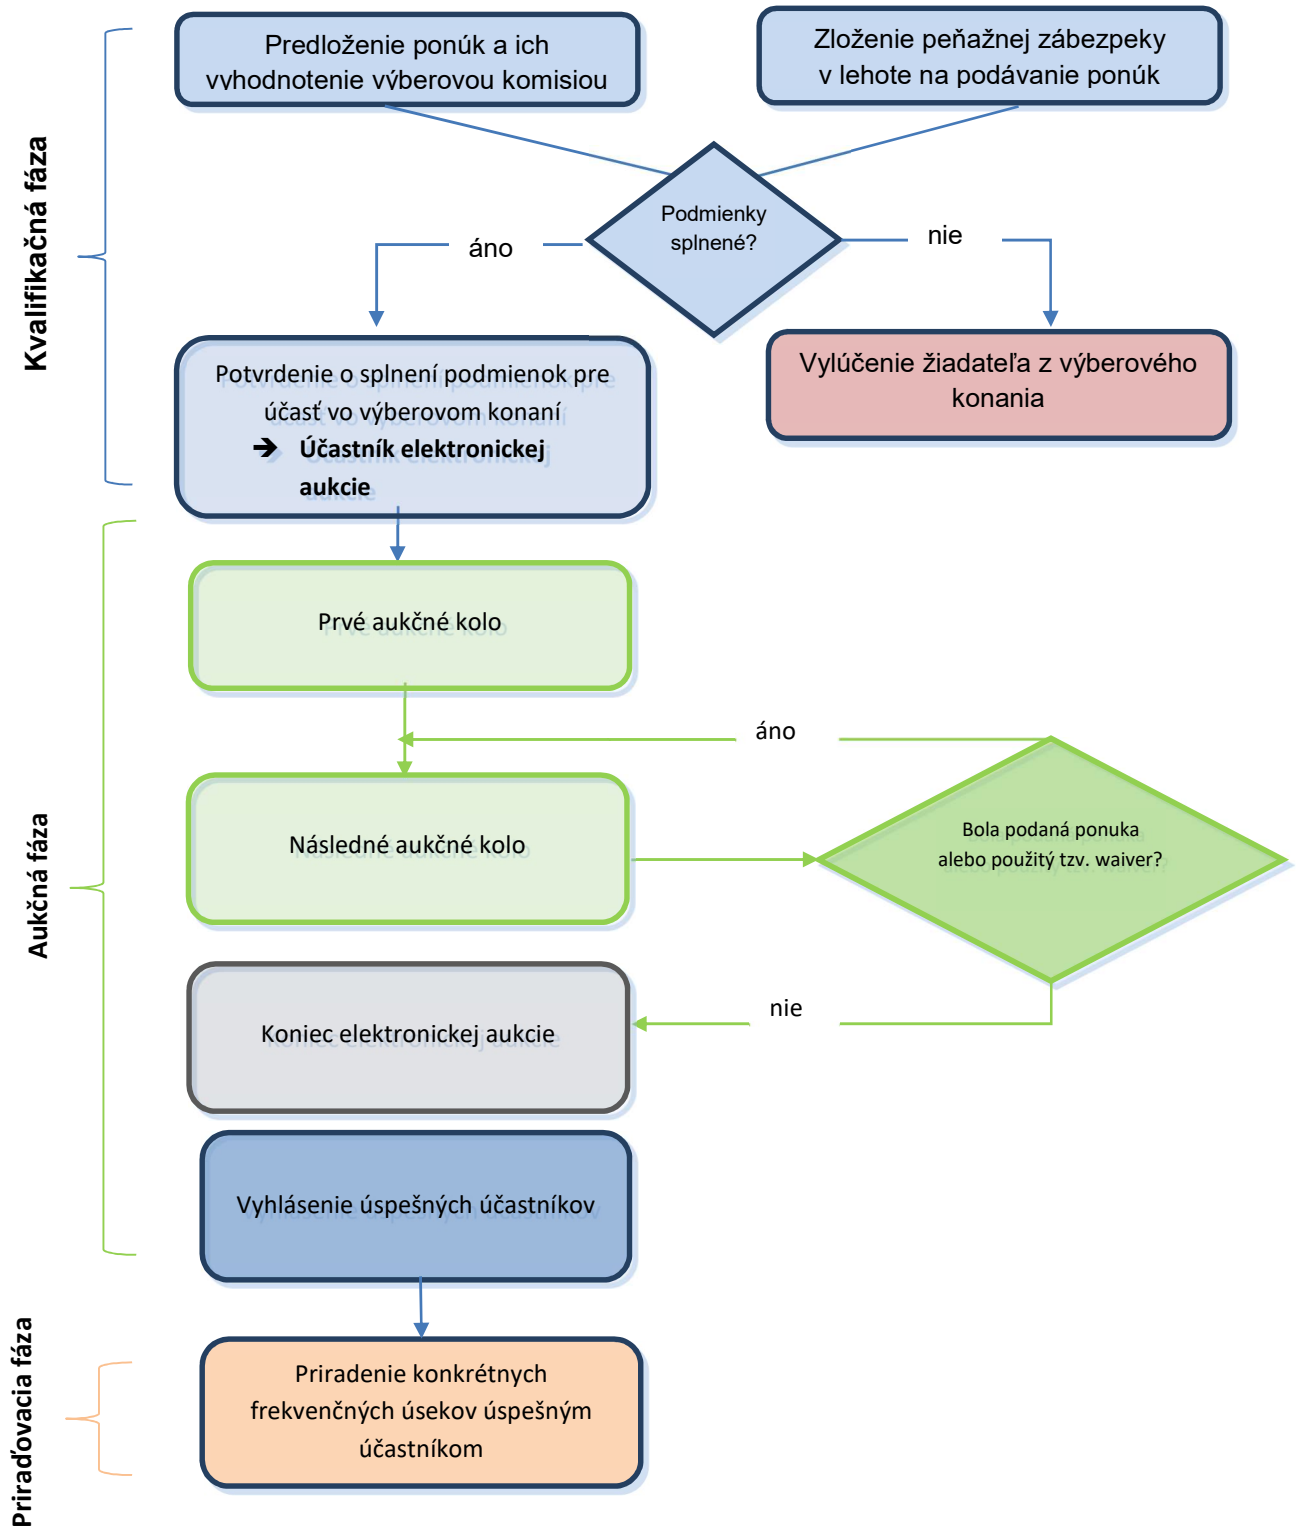 Predloženie ponúk a ich
vyhodnotenie výberovou komisiou
Zloženie peňažnej zábezpeky
v lehote na podávanie ponúk
Kvalifikačná fáza
Podmienky
splnené?
áno
nie
Potvrdenie o splnení podmienok pre
účasť vo výberovom konaní
➔ Účastník elektronickej
aukcie
Vylúčenie žiadateľa z výberového
konania
Aukčná fáza
Prvé aukčné kolo
áno
Následné aukčné kolo
Bola podaná ponuka
alebo použitý tzv. waiver?
nie
Koniec elektronickej aukcie
Vyhlásenie úspešných účastníkov
Priraďovacia fáza
Priradenie konkrétnych
frekvenčných úsekov úspešným
účastníkom